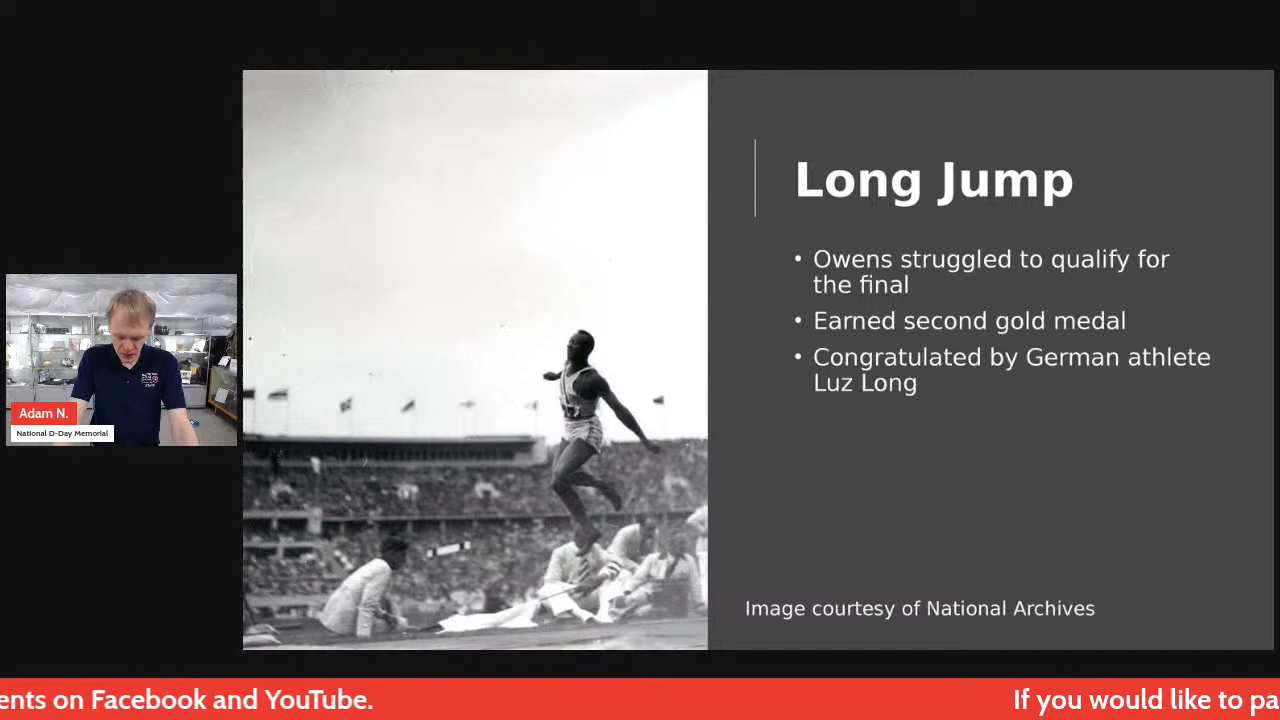 Long Jump
• Owens struggled to qualify for
the final
• Earned second gold medal
• Congratulated by German athlete
Luz Long
Image courtesy of National Archives
Adam N.
National D-Day Memorial
ents on Facebook and YouTube.
If you would like to pa